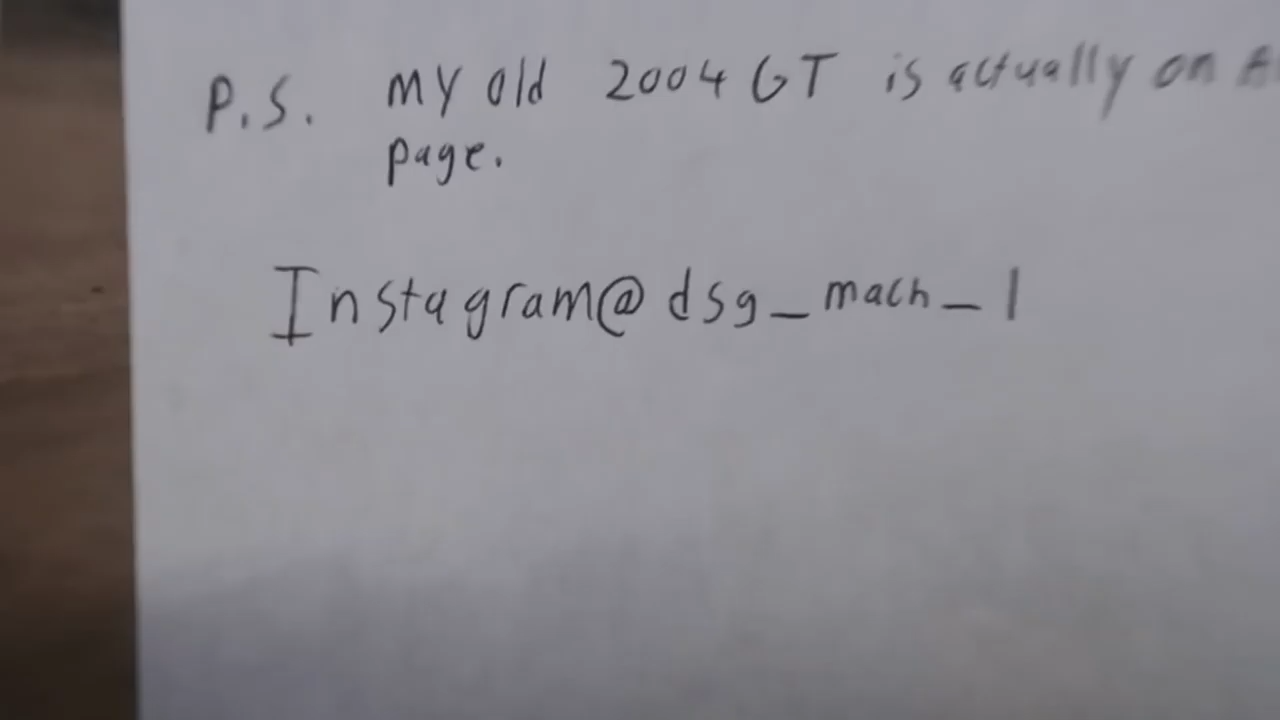 P.S. my old 2004 GT is actually on
page.
Instagram@dsg_mach_1